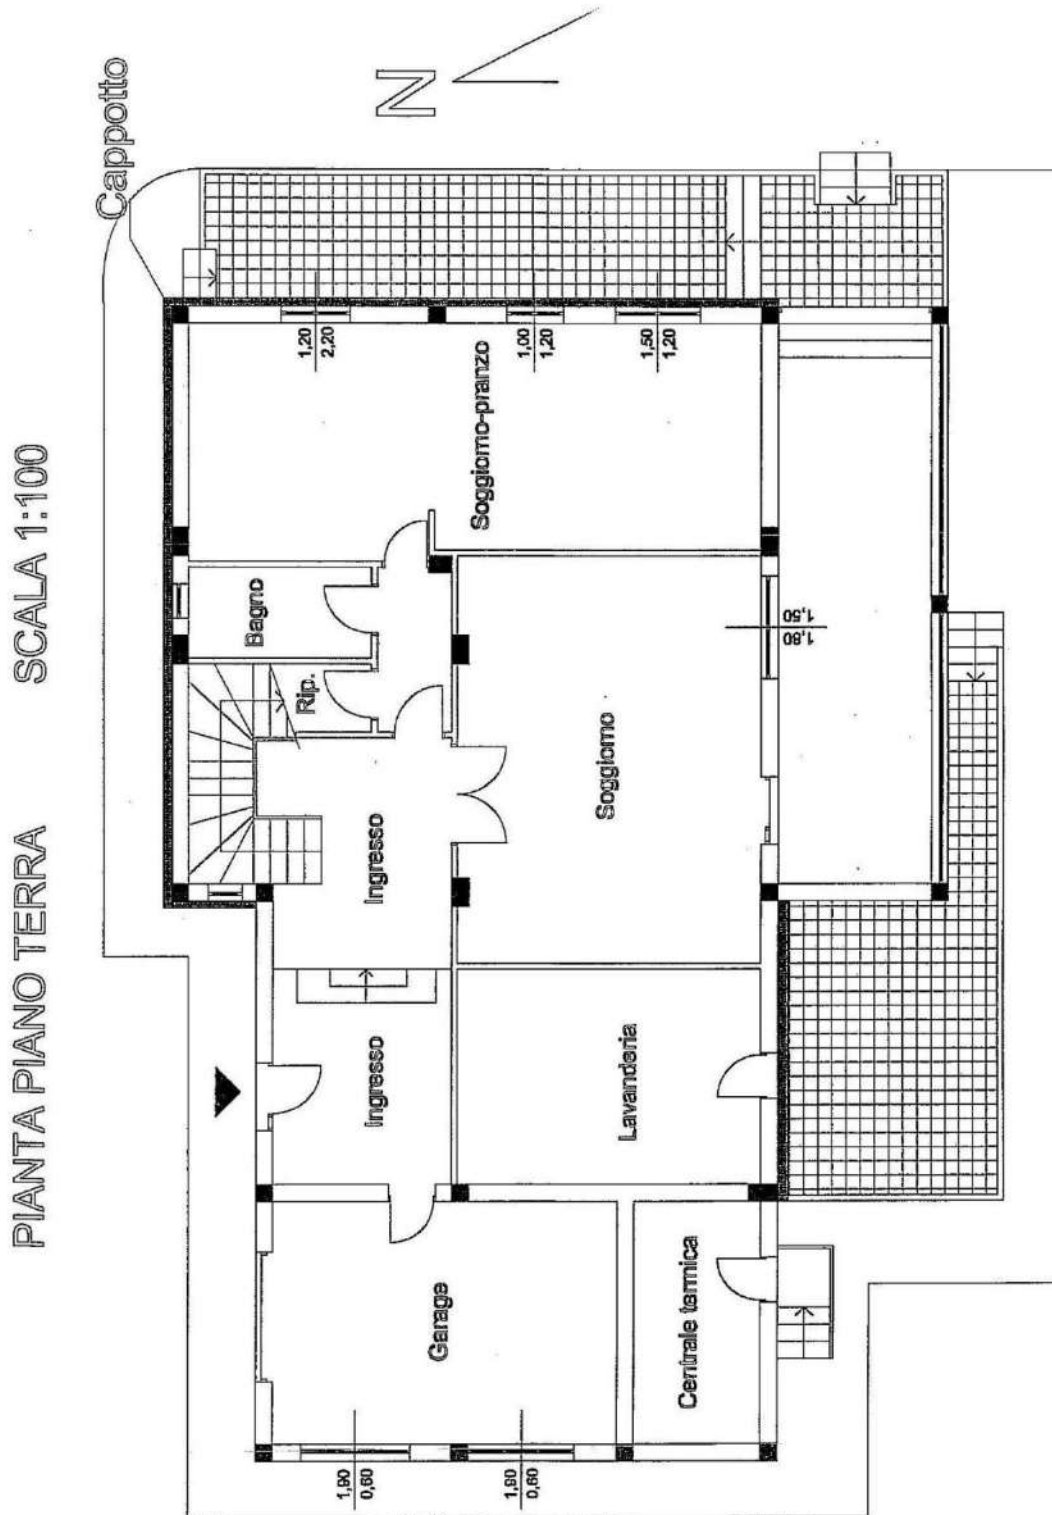 PIANTA PIANO TERRA SCALA 1:100
Cappotto
N
1,20
2,20
1,00
1,20
1,50
1,20
Soggiorno-pranzo
Bagno
Rip.
Ingresso
Soggiorno
1,80
1,50
Ingresso
Lavanderia
Garage
Centrale termica
1,90
0,60
1,90
0,60